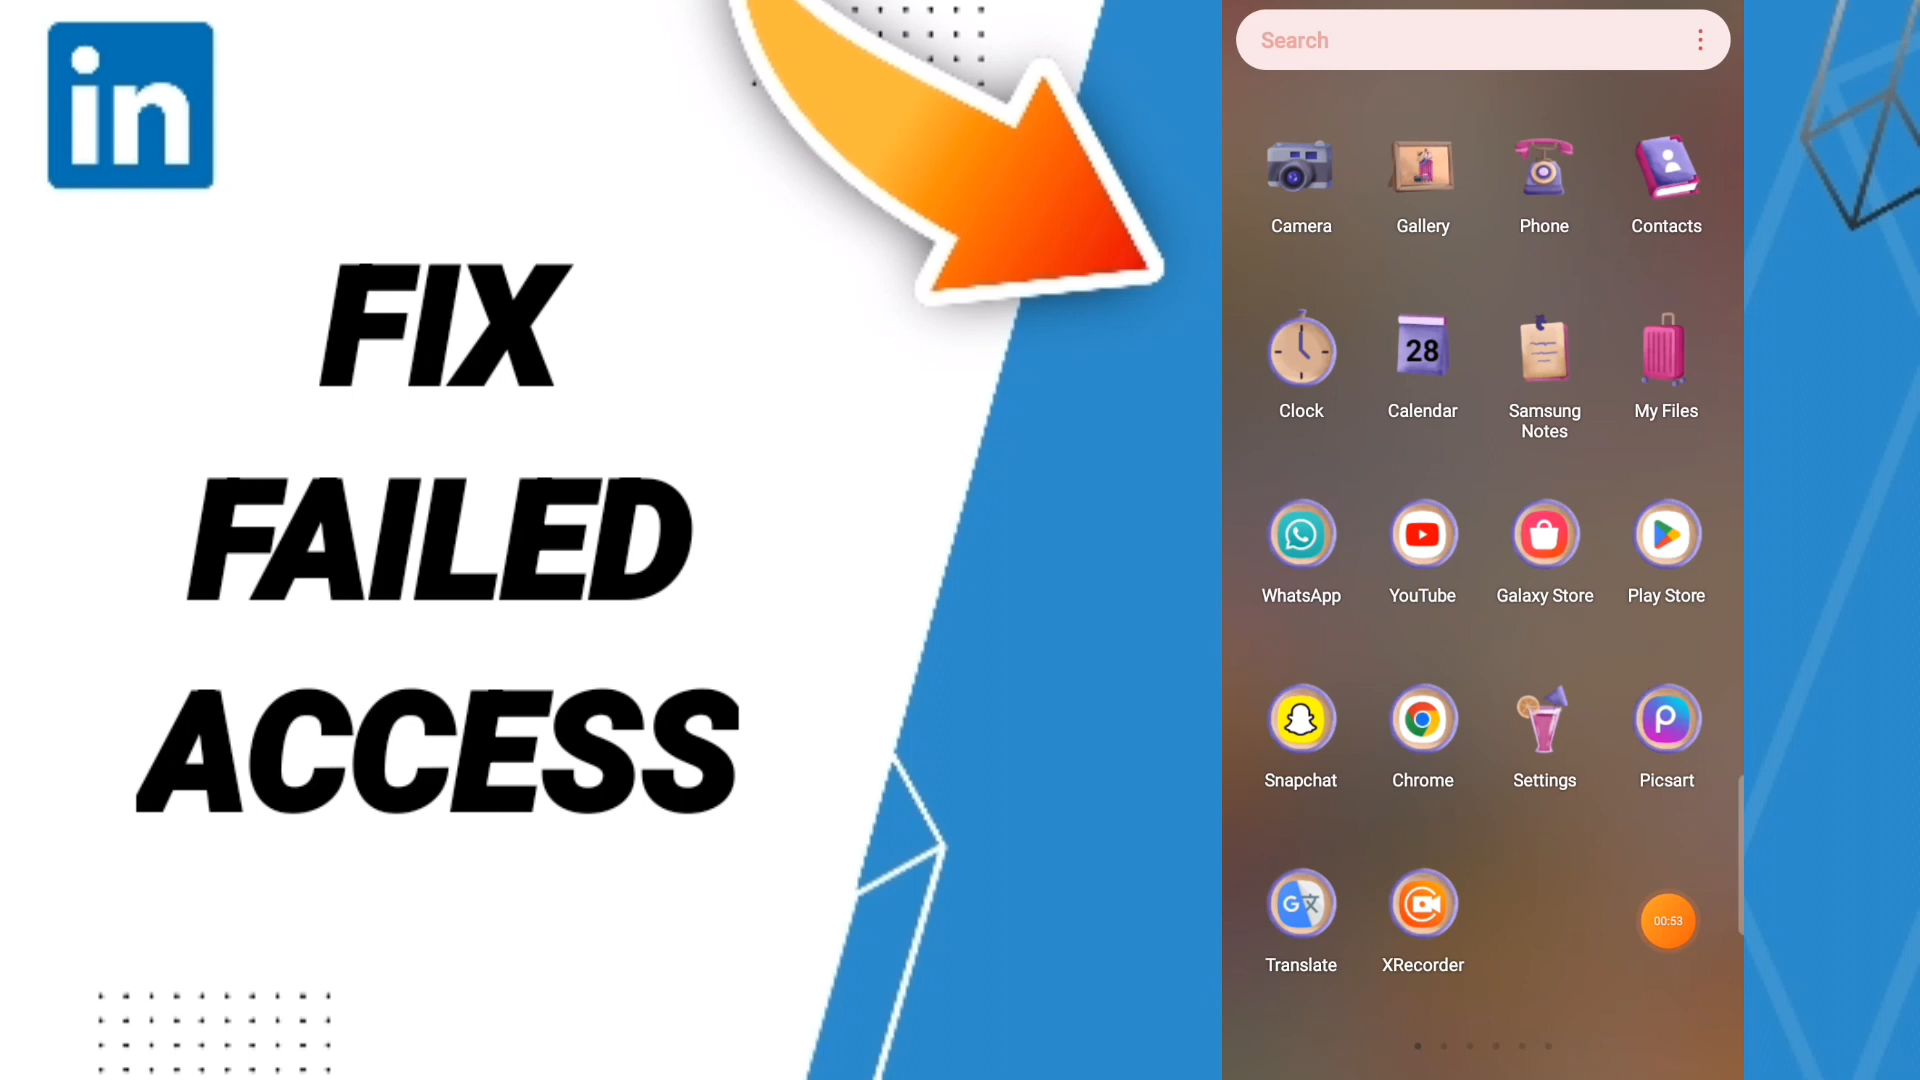 in
FIX
FAILED
ACCESS
Search
Camera
Gallery
Phone
Contacts
28
Clock
Calendar
Samsung
Notes
My Files
WhatsApp
YouTube
Galaxy Store
Play Store
Snapchat
Chrome
Settings
Picsart
00:53
Translate
XRecorder